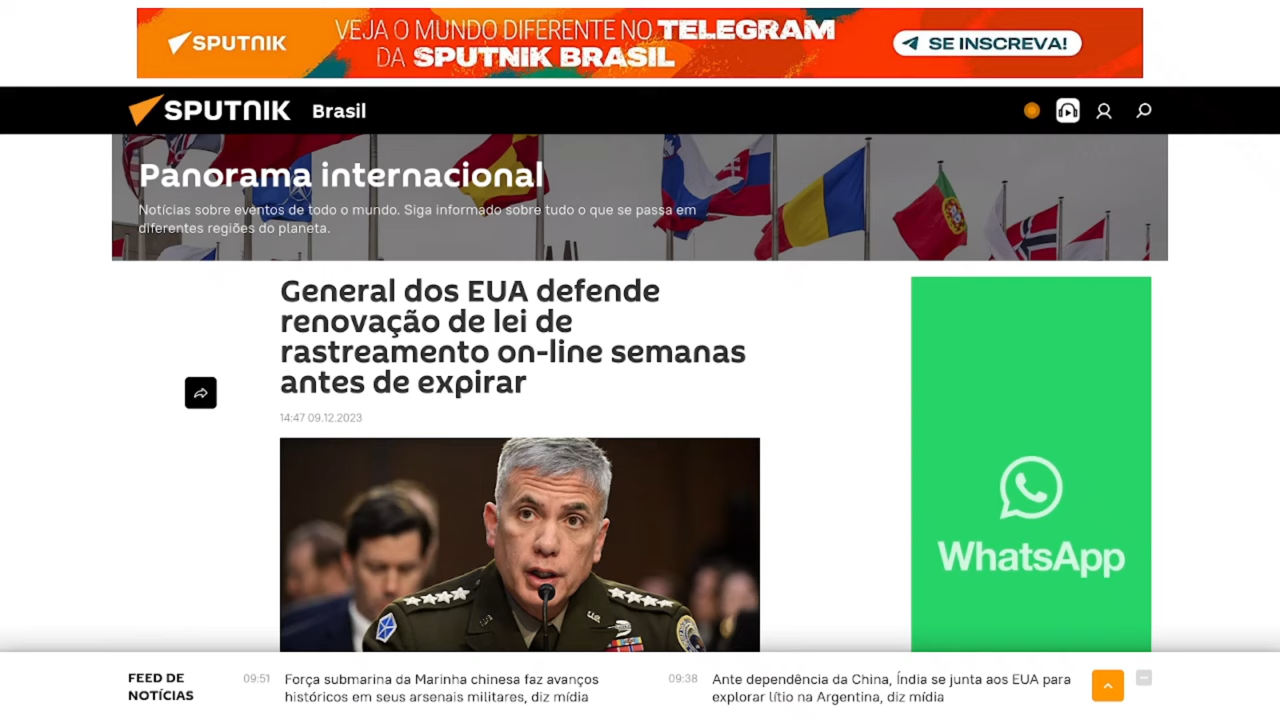 SPUTNIK
VEJA O MUNDO DIFERENTE NO TELEGRAM
DA SPUTNIK BRASIL
SE INSCREVA!
SPUTNIK Brasil
Panorama internacional
Notícias sobre eventos de todo o mundo. Siga informado sobre tudo o que se passa em
diferentes regiões do planeta.
General dos EUA defende
renovação de lei de
rastreamento on-line semanas
antes de expirar
14:47 09.12.2023
U.S.
WhatsApp
FEED DE
NOTÍCIAS
09:51
Força submarina da Marinha chinesa faz avanços
históricos em seus arsenais militares, diz mídia
09:38
Ante dependência da China, Índia se junta aos EUA para
explorar lítio na Argentina, diz mídia